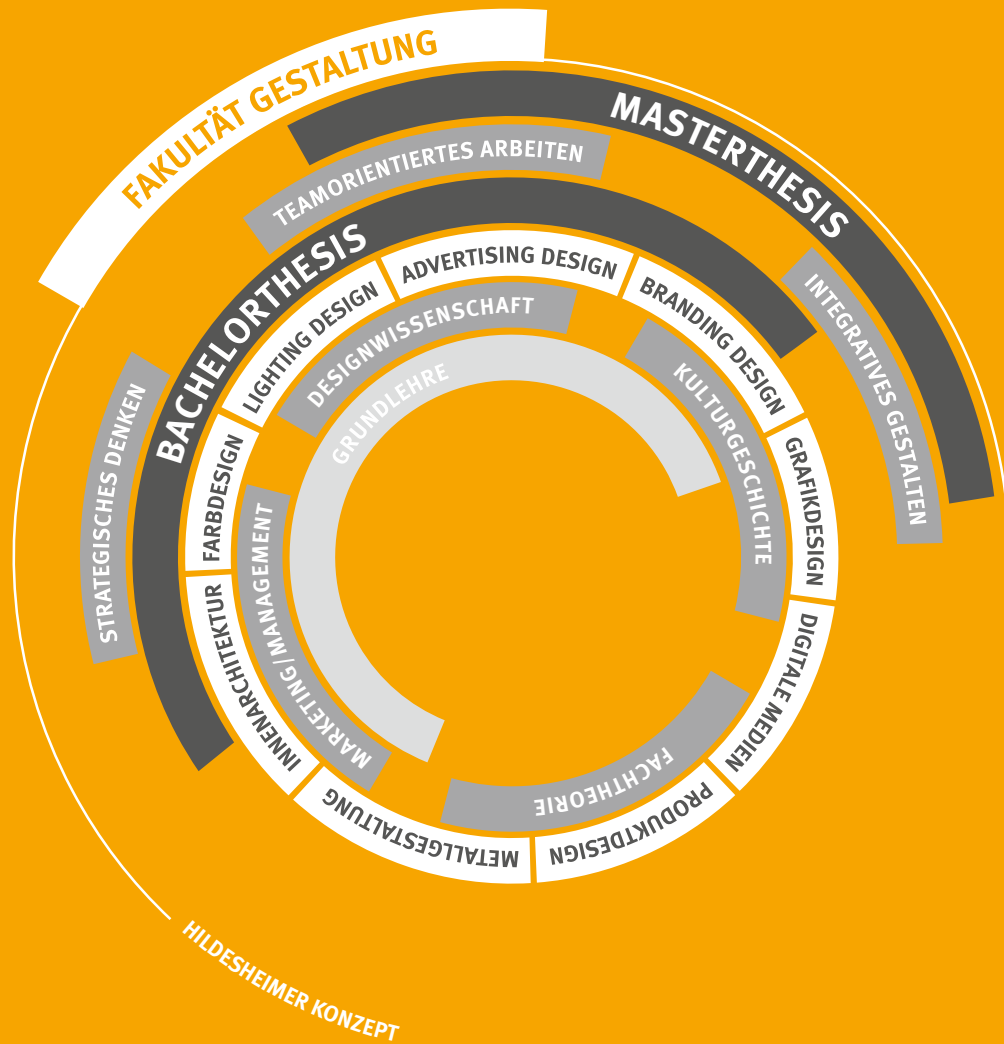 FAKULTÄT GESTALTUNG
MASTERTHESIS
TEAMORIENTIERTES ARBEITEN
BACHELORTHESIS
INTEGRATIVES GESTALTEN
STRATEGISCHES DENKEN
ADVERTISING DESIGN
BRANDING DESIGN
GRAFIKDESIGN
DIGITALE MEDIEN
PRODUKTDESIGN
METALLGESTALTUNG
INNENARCHITEKTUR
FARBDESIGN
LIGHTING DESIGN
DESIGNWISSENSCHAFT
KULTURGESCHICHTE
FACHTHEORIE
MARKETING/MANAGEMENT
GRUNDLEHRE
HILDESHEIMER KONZEPT